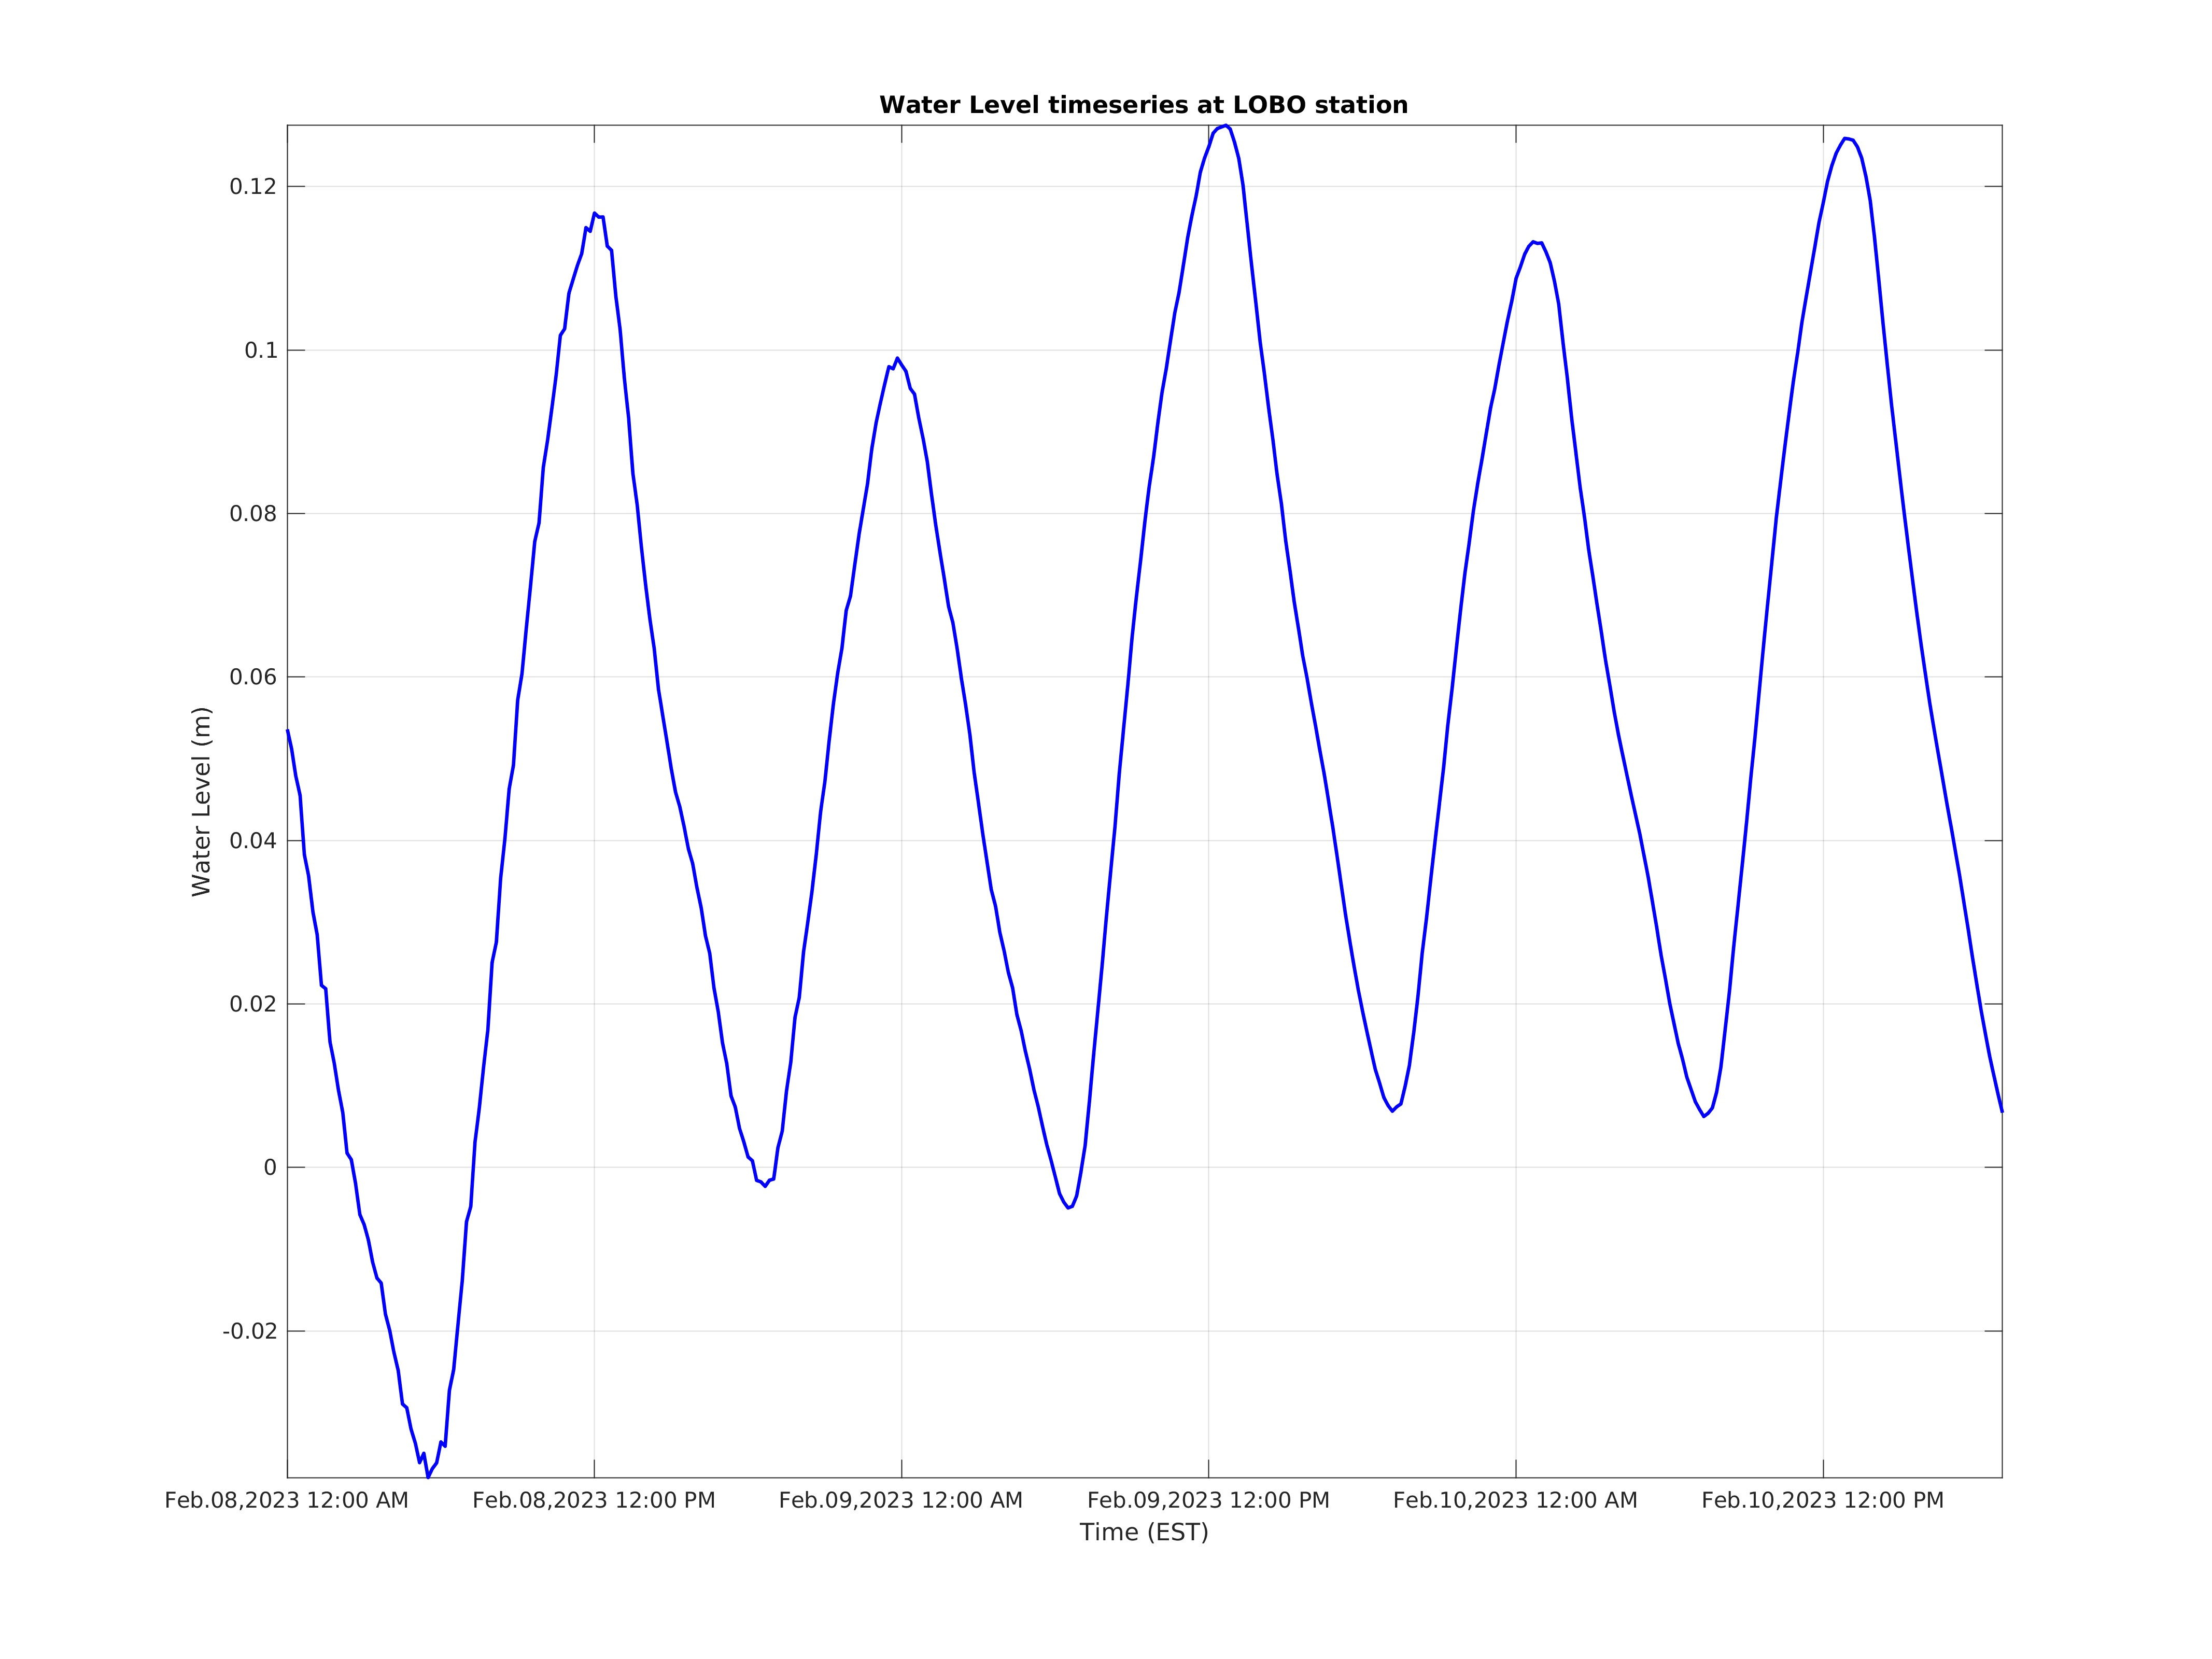 Water Level timeseries at LOBO station
0.12
0.1
0.08
0.06
0.04
0.02
0
-0.02
Water Level (m)
Feb.08,2023 12:00 AM Feb.08,2023 12:00 PM Feb.09,2023 12:00 AM Feb.09,2023 12:00 PM Feb.10,2023 12:00 AM Feb.10,2023 12:00 PM
Time (EST)